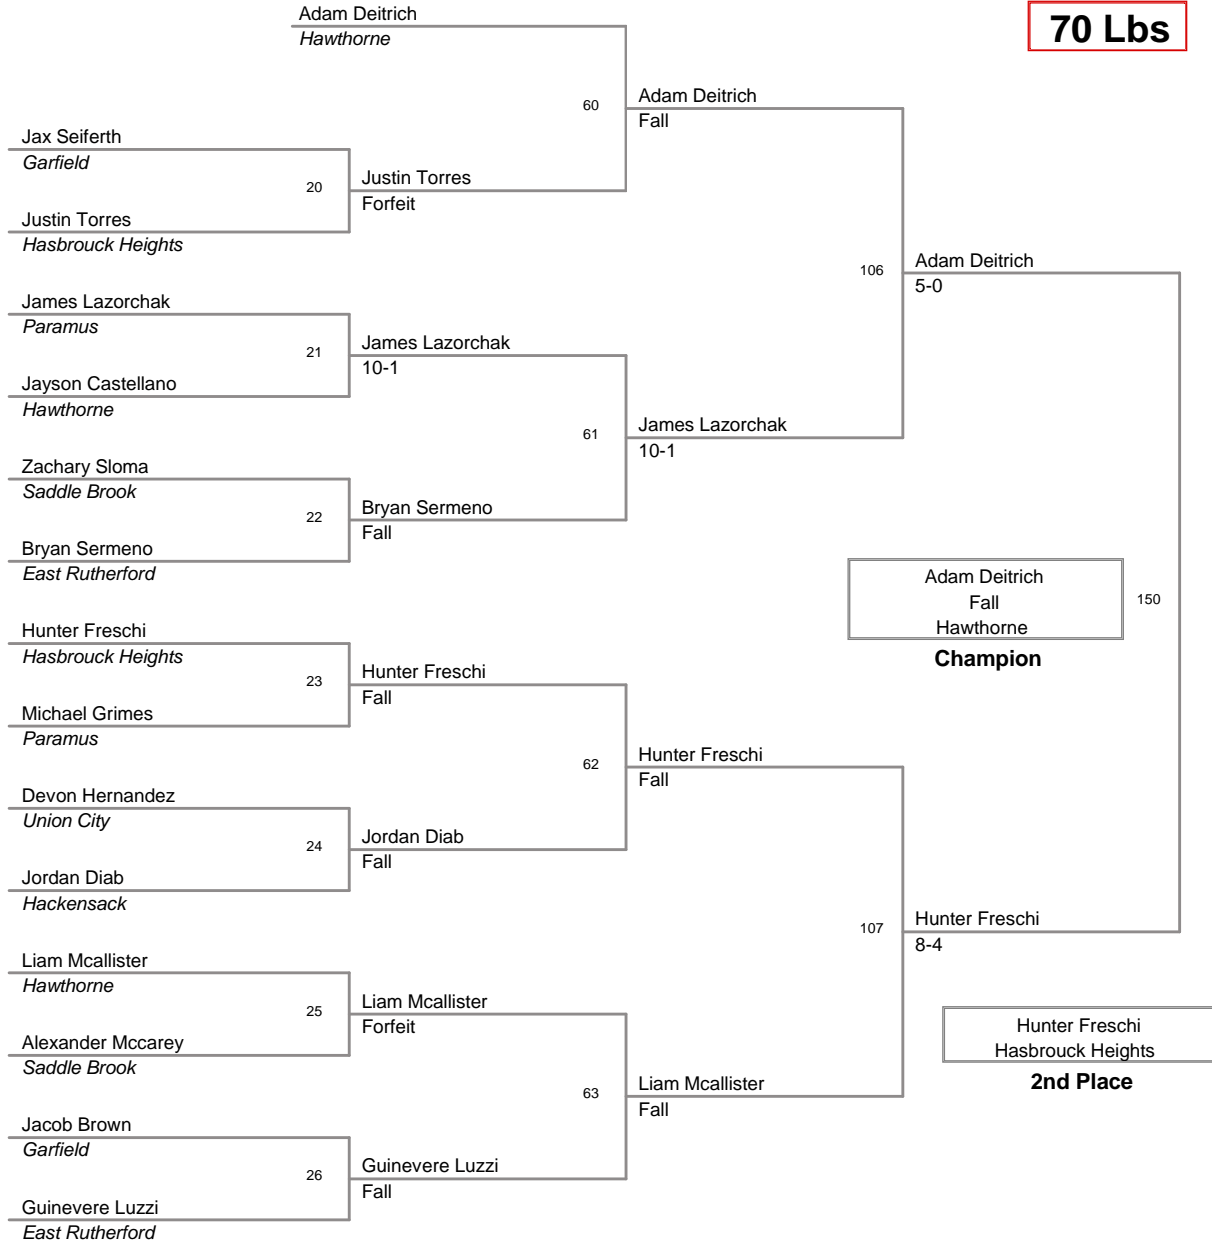 Adam Deitrich
Hawthorne
70 Lbs
60
Adam Deitrich
Fall
Jax Seiferth
Garfield
20
Justin Torres
Forfeit
Justin Torres
Hasbrouck Heights
106
Adam Deitrich
5-0
James Lazorchak
Paramus
21
James Lazorchak
10-1
Jayson Castellano
Hawthorne
61
James Lazorchak
10-1
Zachary Sloma
Saddle Brook
22
Bryan Sermeno
Fall
Bryan Sermeno
East Rutherford
Adam Deitrich
Fall
Hawthorne
150
Champion
Hunter Freschi
Hasbrouck Heights
23
Hunter Freschi
Fall
Michael Grimes
Paramus
62
Hunter Freschi
Fall
Devon Hernandez
Union City
24
Jordan Diab
Fall
Jordan Diab
Hackensack
107
Hunter Freschi
8-4
Liam Mcallister
Hawthorne
25
Liam Mcallister
Forfeit
Alexander Mccarey
Saddle Brook
Hunter Freschi
Hasbrouck Heights
2nd Place
63
Liam Mcallister
Fall
Jacob Brown
Garfield
26
Guinevere Luzzi
Fall
Guinevere Luzzi
East Rutherford